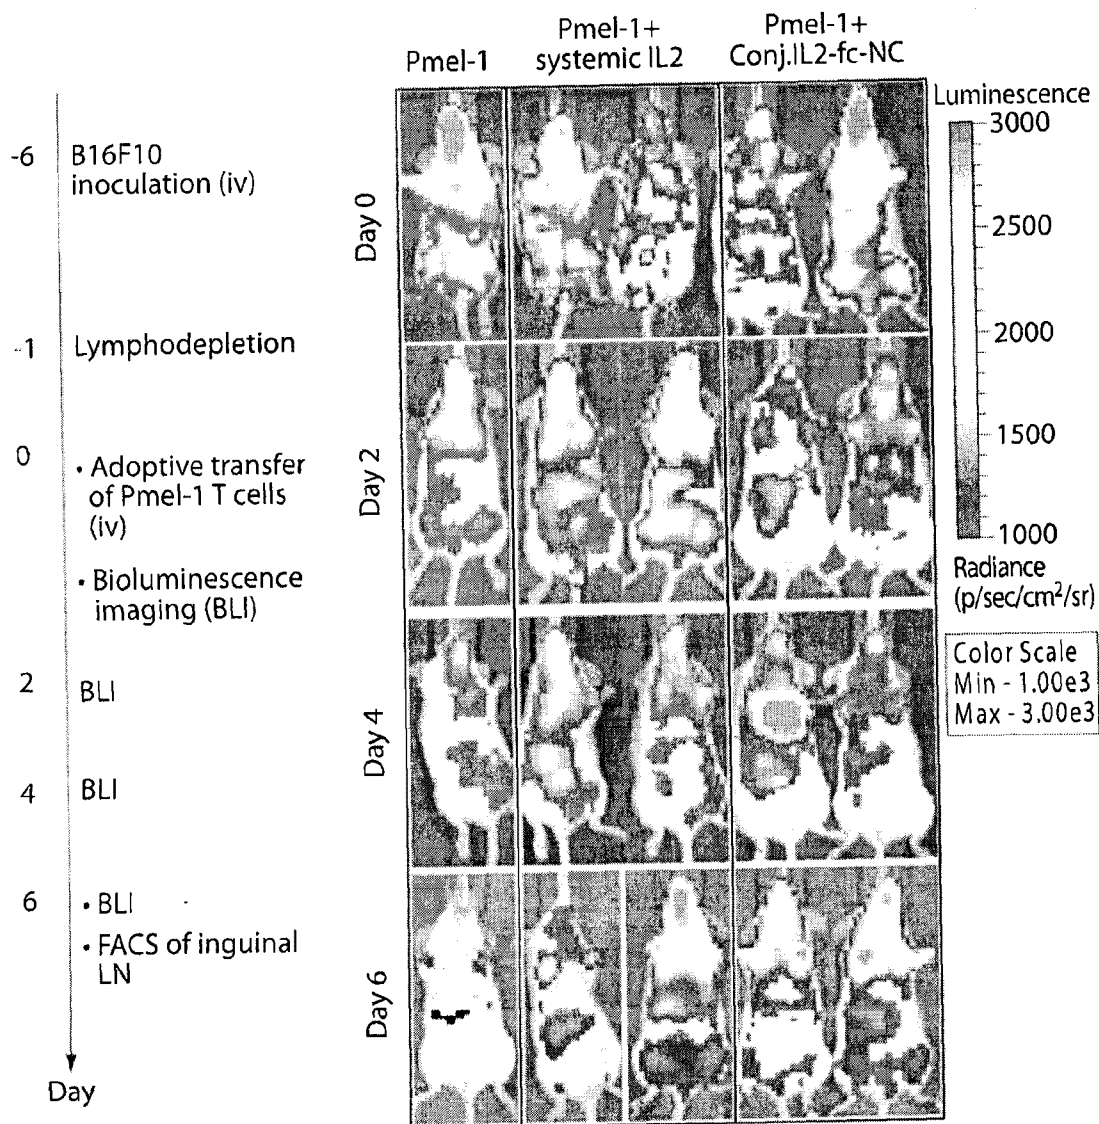 Pmel-1
Pmel-1+
systemic IL2
Pmel-1+
Conj.IL2-fc-NC
-6
B16F10
inoculation (iv)
-1
Lymphodepletion
0
• Adoptive transfer
of Pmel-1 T cells
(iv)
• Bioluminescence
imaging (BLI)
2
BLI
4
BLI
6
• BLI
• FACS of inguinal
LN
Day
Day 0
Day 2
Day 4
Day 6
Luminescence
3000
2500
2000
1500
1000
Radiance
(p/sec/cm²/sr)
Color Scale
Min - 1.00e3
Max - 3.00e3